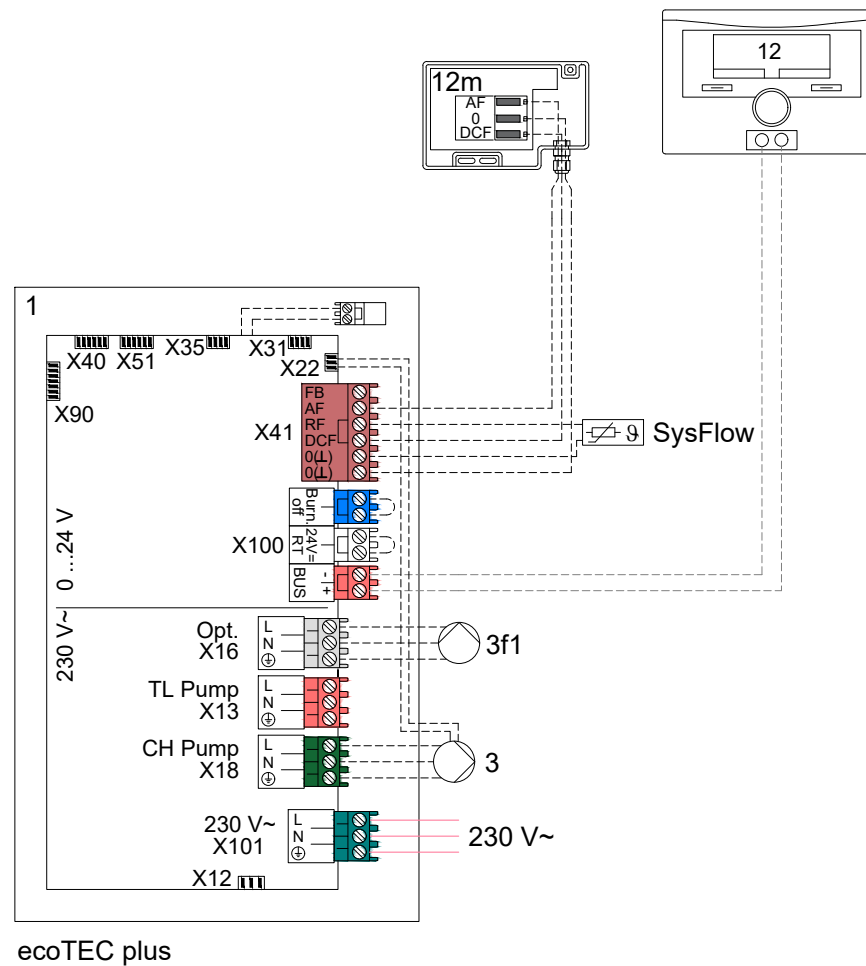 12
12m
AF
0
DCF
1
X40
X51
X35
X31
X22
X90
X41
FB
AF
RF
DCF
0(⊥)
0(⊥)
SysFlow
Burn.
off
X100
24V=
RT
BUS
-
+
0 ...24 V
230 V~
Opt.
X16
L
N
3f1
TL Pump
X13
L
N
CH Pump
X18
L
N
3
230 V~
X101
L
N
230 V~
X12
ecoTEC plus